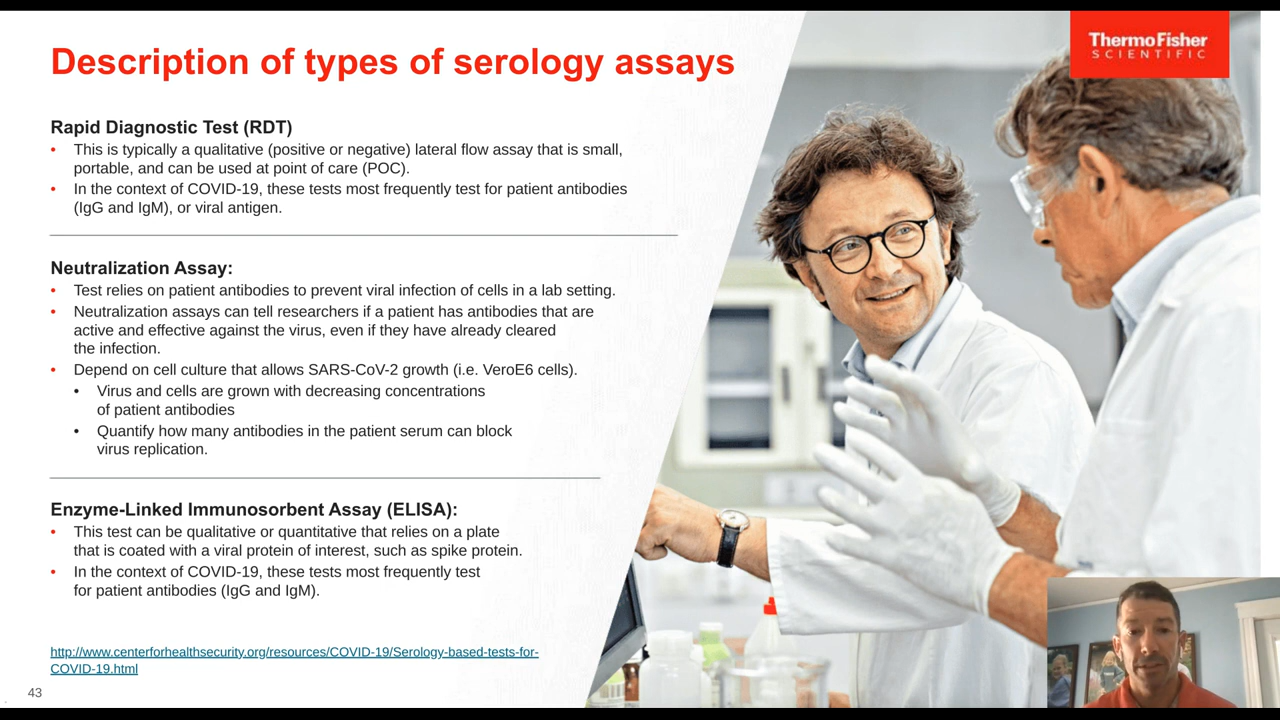 Description of types of serology assays
ThermoFisher
SCIENTIFIC
Rapid Diagnostic Test (RDT)
• This is typically a qualitative (positive or negative) lateral flow assay that is small,
portable, and can be used at point of care (POC).
• In the context of COVID-19, these tests most frequently test for patient antibodies
(IgG and IgM), or viral antigen.
Neutralization Assay:
• Test relies on patient antibodies to prevent viral infection of cells in a lab setting.
• Neutralization assays can tell researchers if a patient has antibodies that are
active and effective against the virus, even if they have already cleared
the infection.
• Depend on cell culture that allows SARS-CoV-2 growth (i.e. VeroE6 cells).
• Virus and cells are grown with decreasing concentrations
of patient antibodies
• Quantify how many antibodies in the patient serum can block
virus replication.
Enzyme-Linked Immunosorbent Assay (ELISA):
• This test can be qualitative or quantitative that relies on a plate
that is coated with a viral protein of interest, such as spike protein.
• In the context of COVID-19, these tests most frequently test
for patient antibodies (IgG and IgM).
http://www.centerforhealthsecurity.org/resources/COVID-19/Serology-based-tests-for-
COVID-19.html
43